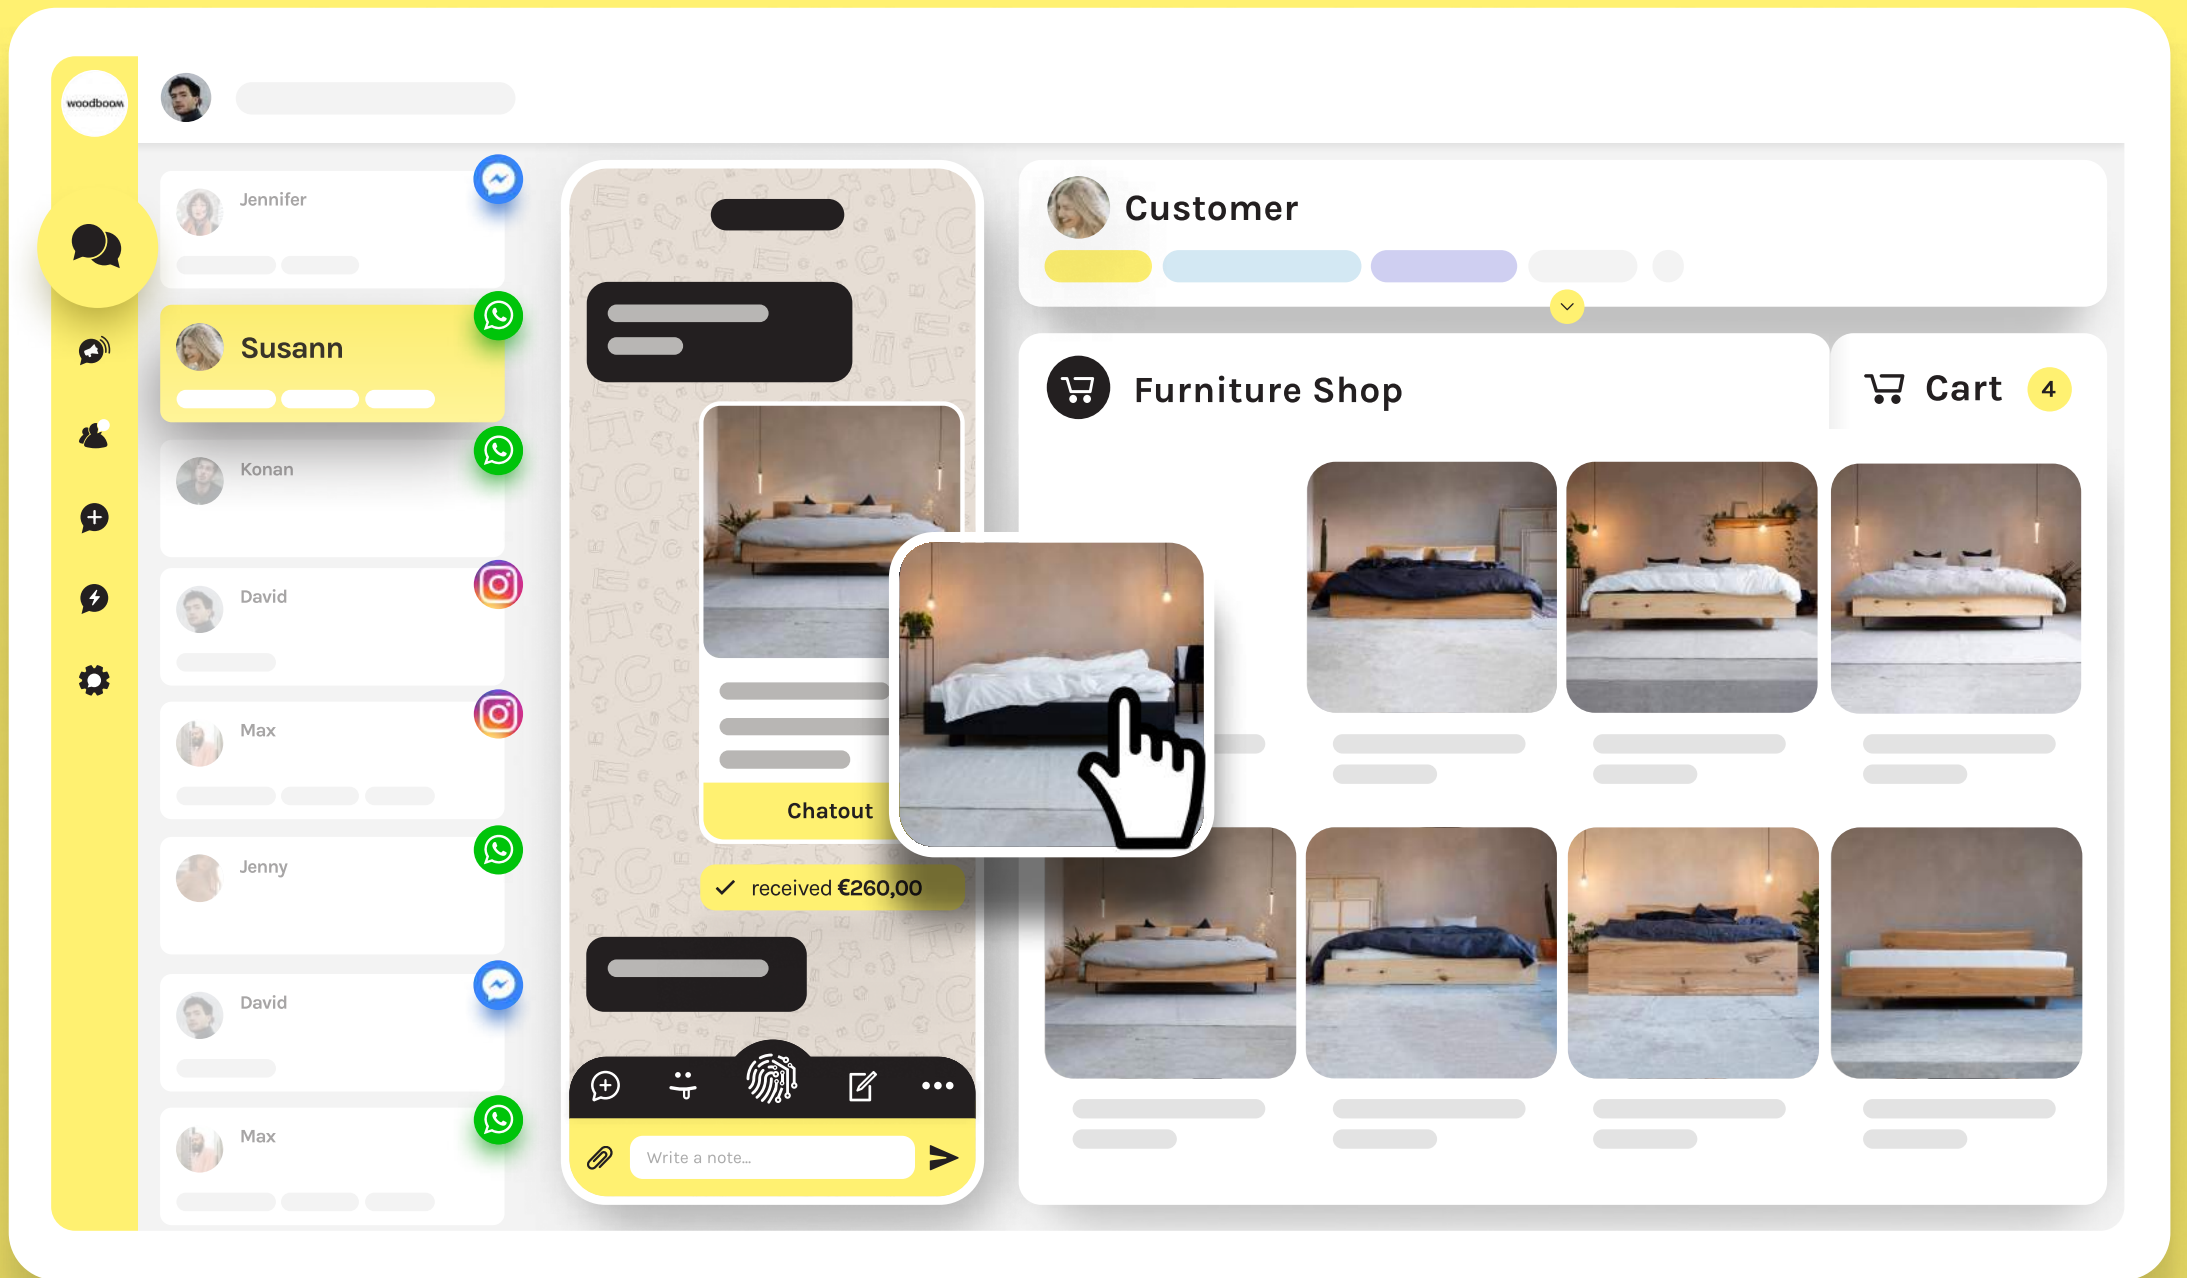 woodboom
Jennifer
Susann
Konan
David
Max
Jenny
David
Max
Chatout
received €260,00
Write a note...
Customer
Furniture Shop
Cart 4